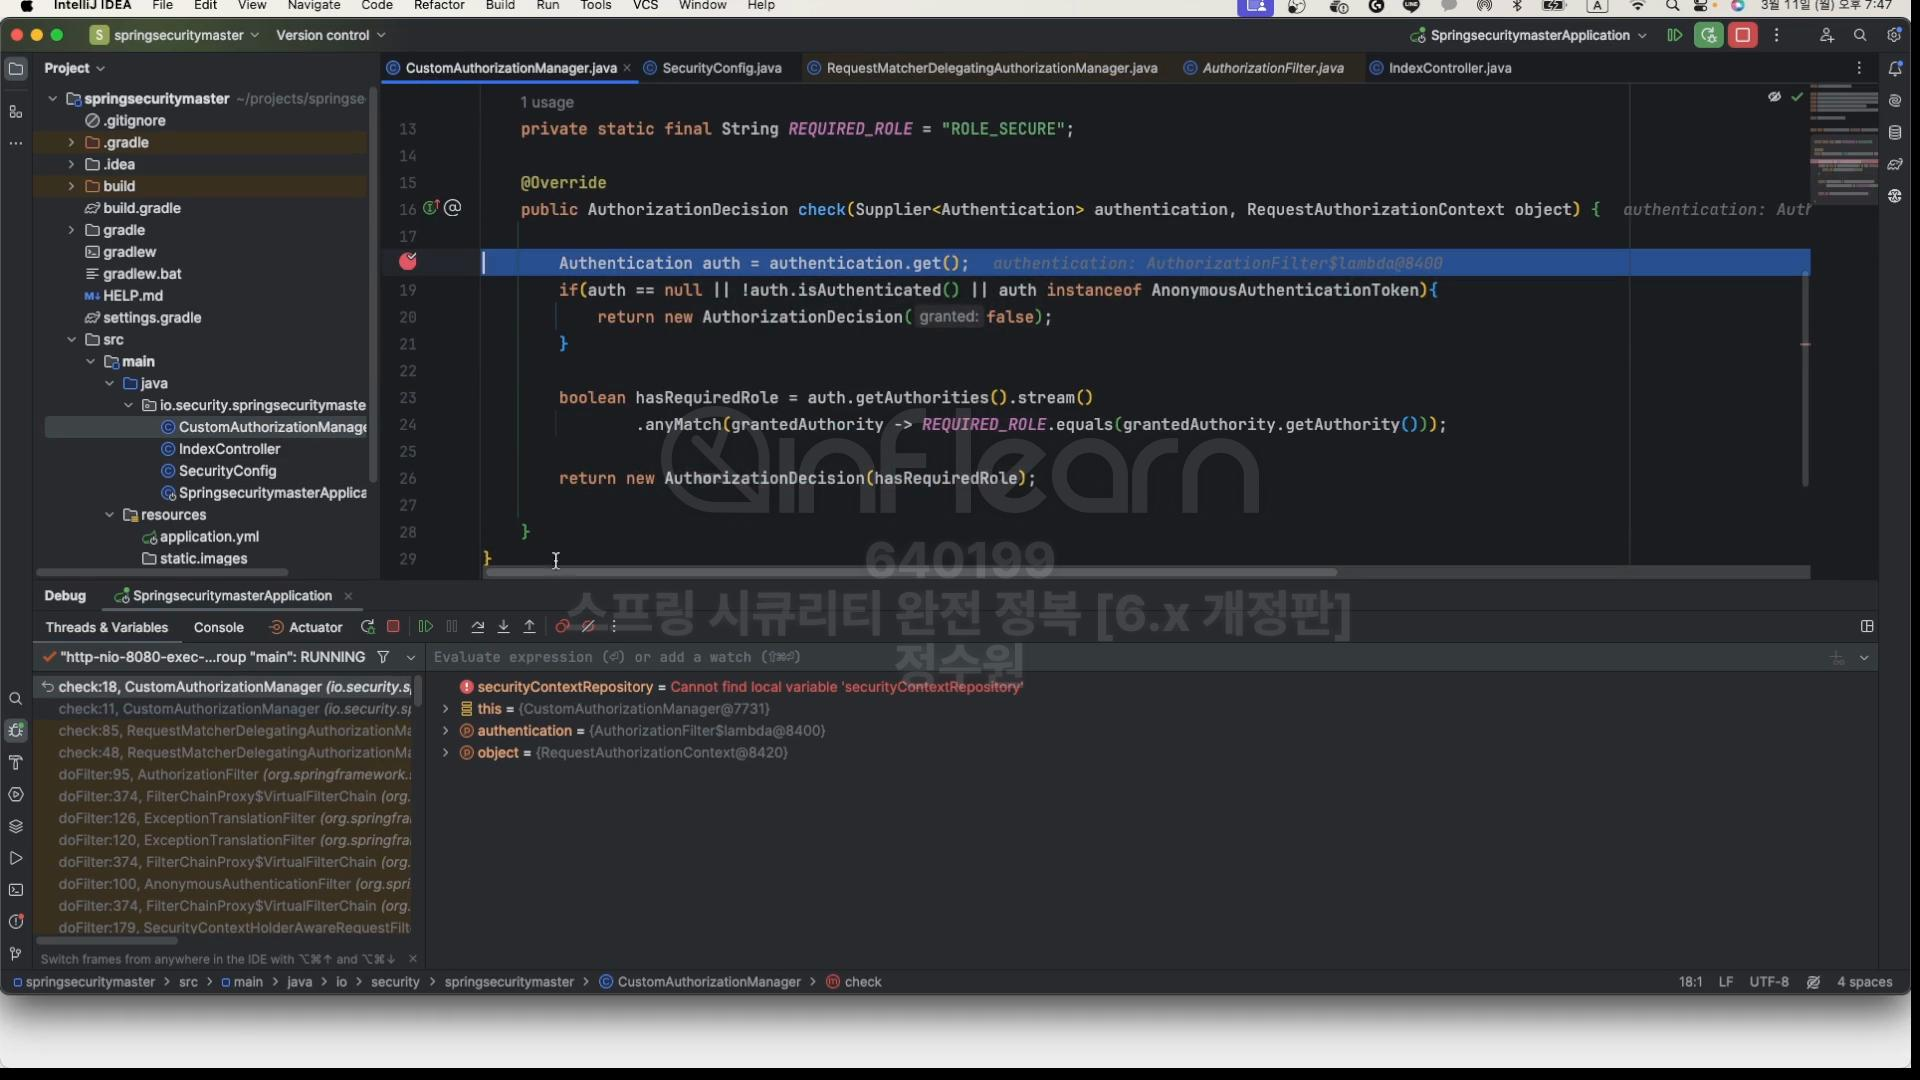 IntelliJ IDEA File Edit View Navigate Code Refactor Build Run Tools VCS Window Help 3월 11일 (월) 오후 7:47
S springsecuritymaster Version control SpringsecuritymasterApplication
Project
CustomAuthorizationManager.java SecurityConfig.java RequestMatcherDelegatingAuthorizationManager.java AuthorizationFilter.java IndexController.java
springsecuritymaster ~/projects/springse
.gitignore
.gradle
.idea
build
build.gradle
gradle
gradlew
gradlew.bat
M↓ HELP.md
settings.gradle
src
main
java
io.security.springsecuritymaste
CustomAuthorizationManage
IndexController
SecurityConfig
SpringsecuritymasterApplica
resources
application.yml
static.images
1 usage
13 private static final String REQUIRED_ROLE = "ROLE_SECURE";
14
15 @Override
16 public AuthorizationDecision check(Supplier<Authentication> authentication, RequestAuthorizationContext object) { authentication: Auth
17
Authentication auth = authentication.get(); authentication: AuthorizationFilter$lambda@8400
19 if(auth == null || !auth.isAuthenticated() || auth instanceof AnonymousAuthenticationToken){
20 return new AuthorizationDecision( granted: false);
21 }
22
23 boolean hasRequiredRole = auth.getAuthorities().stream()
24 .anyMatch(grantedAuthority -> REQUIRED_ROLE.equals(grantedAuthority.getAuthority()));
25
26 return new AuthorizationDecision(hasRequiredRole);
27
28 }
29 }
inflearn
640199
스프링 시큐리티 완전 정복 [6.x 개정판]
정수원
Debug SpringsecuritymasterApplication
Threads & Variables Console Actuator
"http-nio-8080-exec-...roup "main": RUNNING
Evaluate expression (⏎) or add a watch (⇧⌘⏎)
check:18, CustomAuthorizationManager (io.security.s
check:11, CustomAuthorizationManager (io.security.s
check:85, RequestMatcherDelegatingAuthorizationMa
check:48, RequestMatcherDelegatingAuthorizationMa
doFilter:95, AuthorizationFilter (org.springframework.
doFilter:374, FilterChainProxy$VirtualFilterChain (org.
doFilter:126, ExceptionTranslationFilter (org.springfra
doFilter:120, ExceptionTranslationFilter (org.springfra
doFilter:374, FilterChainProxy$VirtualFilterChain (org.
doFilter:100, AnonymousAuthenticationFilter (org.spri
doFilter:374, FilterChainProxy$VirtualFilterChain (org.
doFilter:179, SecurityContextHolderAwareRequestFilt
securityContextRepository = Cannot find local variable 'securityContextRepository'
this = {CustomAuthorizationManager@7731}
authentication = {AuthorizationFilter$lambda@8400}
object = {RequestAuthorizationContext@8420}
Switch frames from anywhere in the IDE with ⌥⌘↑ and ⌥⌘↓
springsecuritymaster > src > main > java > io > security > springsecuritymaster > CustomAuthorizationManager > check 18:1 LF UTF-8 4 spaces